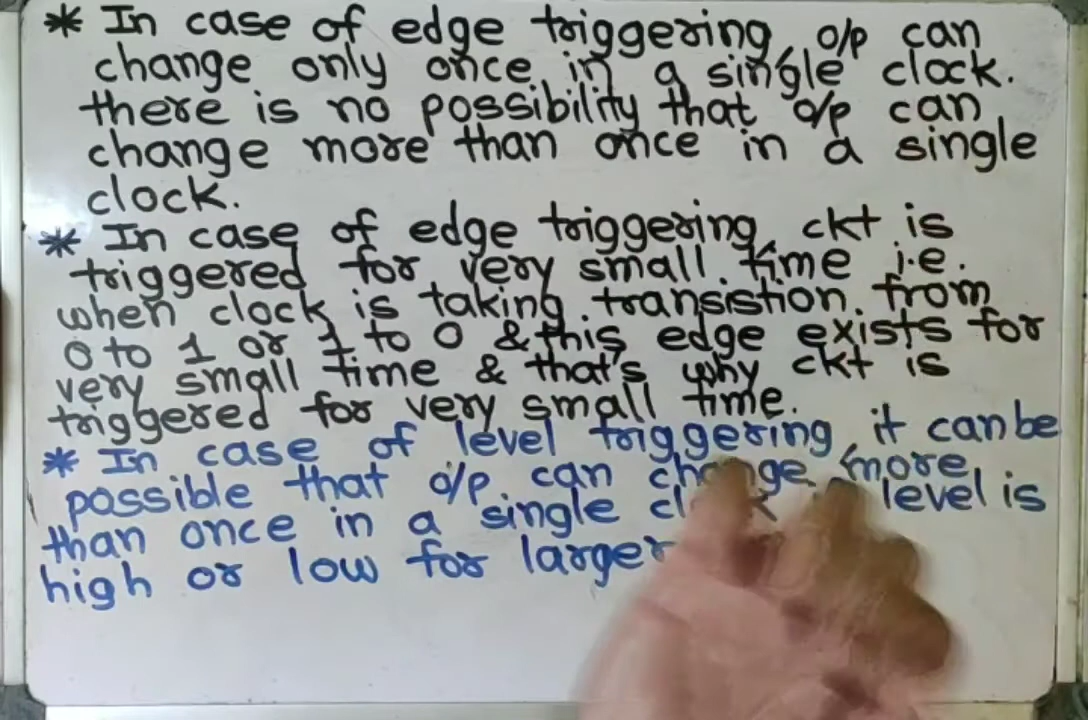 * In case of edge triggering, o/p can
change only once in a single clock.
there is no possibility that o/p can
change more than once in a single
clock.
* In case of edge triggering, ckt is
triggered for very small time i.e.
when clock is taking transistion from
0 to 1 or 1 to 0 & this edge exists for
very small time & that's why ckt is
triggered for very small time.
* In case of level triggering, it can be
possible that o/p can change more
than once in a single level is
high or low for larger